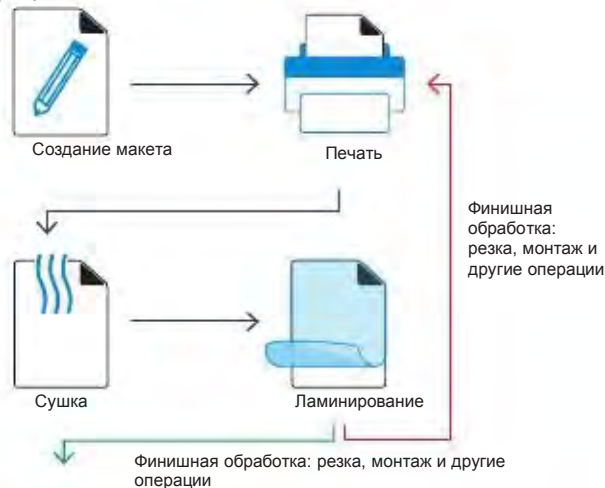 Создание макета
Печать
Финишная
обработка:
резка, монтаж и
другие операции
Сушка
Ламинирование
Финишная обработка: резка, монтаж и другие
операции